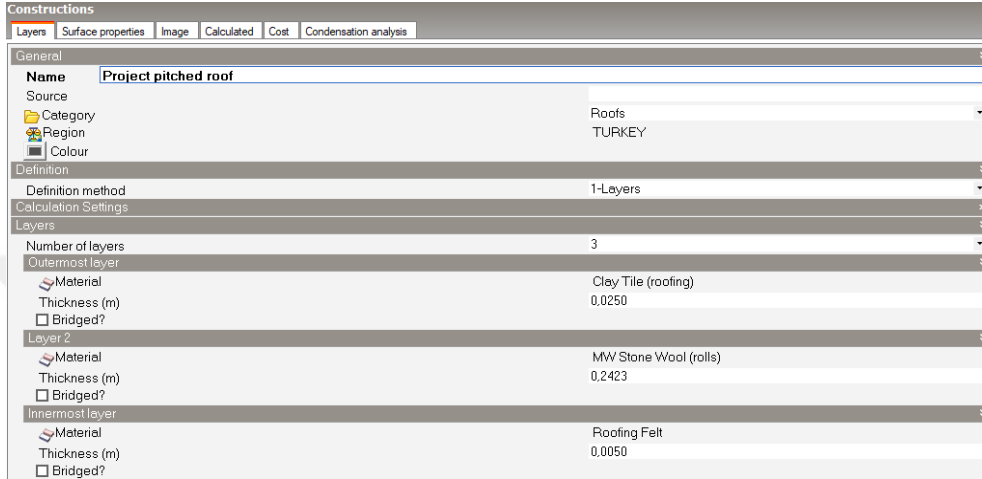 Constructions
Layers Surface properties Image Calculated Cost Condensation analysis
General
Name Project pitched roof
Source
Category Roofs
Region TURKEY
Colour
Definition
Definition method 1-Layers
Calculation Settings
Layers
Number of layers 3
Outermost layer
Material Clay Tile (roofing)
Thickness (m) 0,0250
Bridged?
Layer 2
Material MW Stone Wool (rolls)
Thickness (m) 0,2423
Bridged?
Innermost layer
Material Roofing Felt
Thickness (m) 0,0050
Bridged?